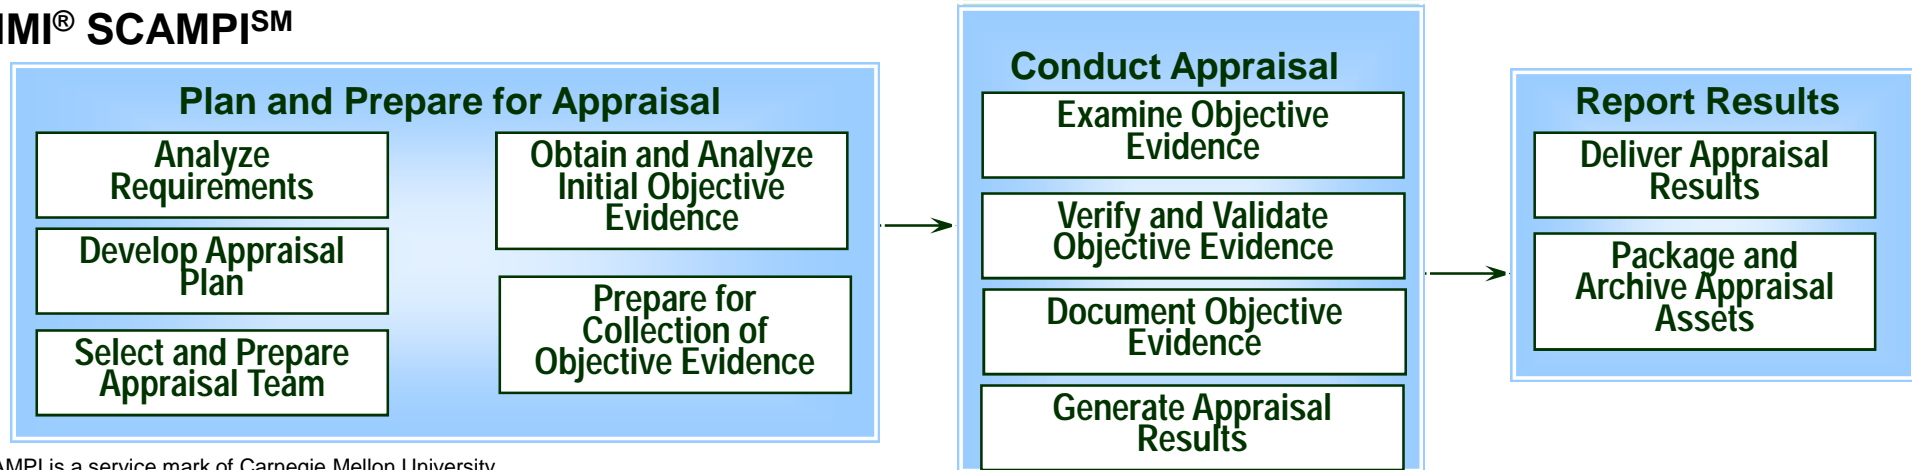 IMI® SCAMPISM
Plan and Prepare for Appraisal
Analyze
Requirements
Develop Appraisal
Plan
Select and Prepare
Appraisal Team
Obtain and Analyze
Initial Objective
Evidence
Prepare for
Collection of
Objective Evidence
Conduct Appraisal
Examine Objective
Evidence
Verify and Validate
Objective Evidence
Document Objective
Evidence
Generate Appraisal
Results
Report Results
Deliver Appraisal
Results
Package and
Archive Appraisal
Assets
AMPI is a service mark of Carnegie Mellon University